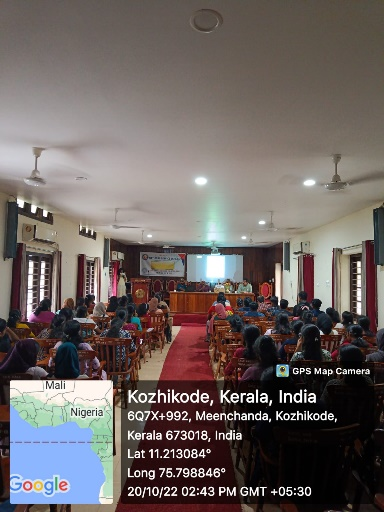 GPS Map Camera
Mali
Nigeria
Google
Kozhikode, Kerala, India
6Q7X+992, Meenchanda, Kozhikode,
Kerala 673018, India
Lat 11.213084°
Long 75.798846°
20/10/22 02:43 PM GMT +05:30